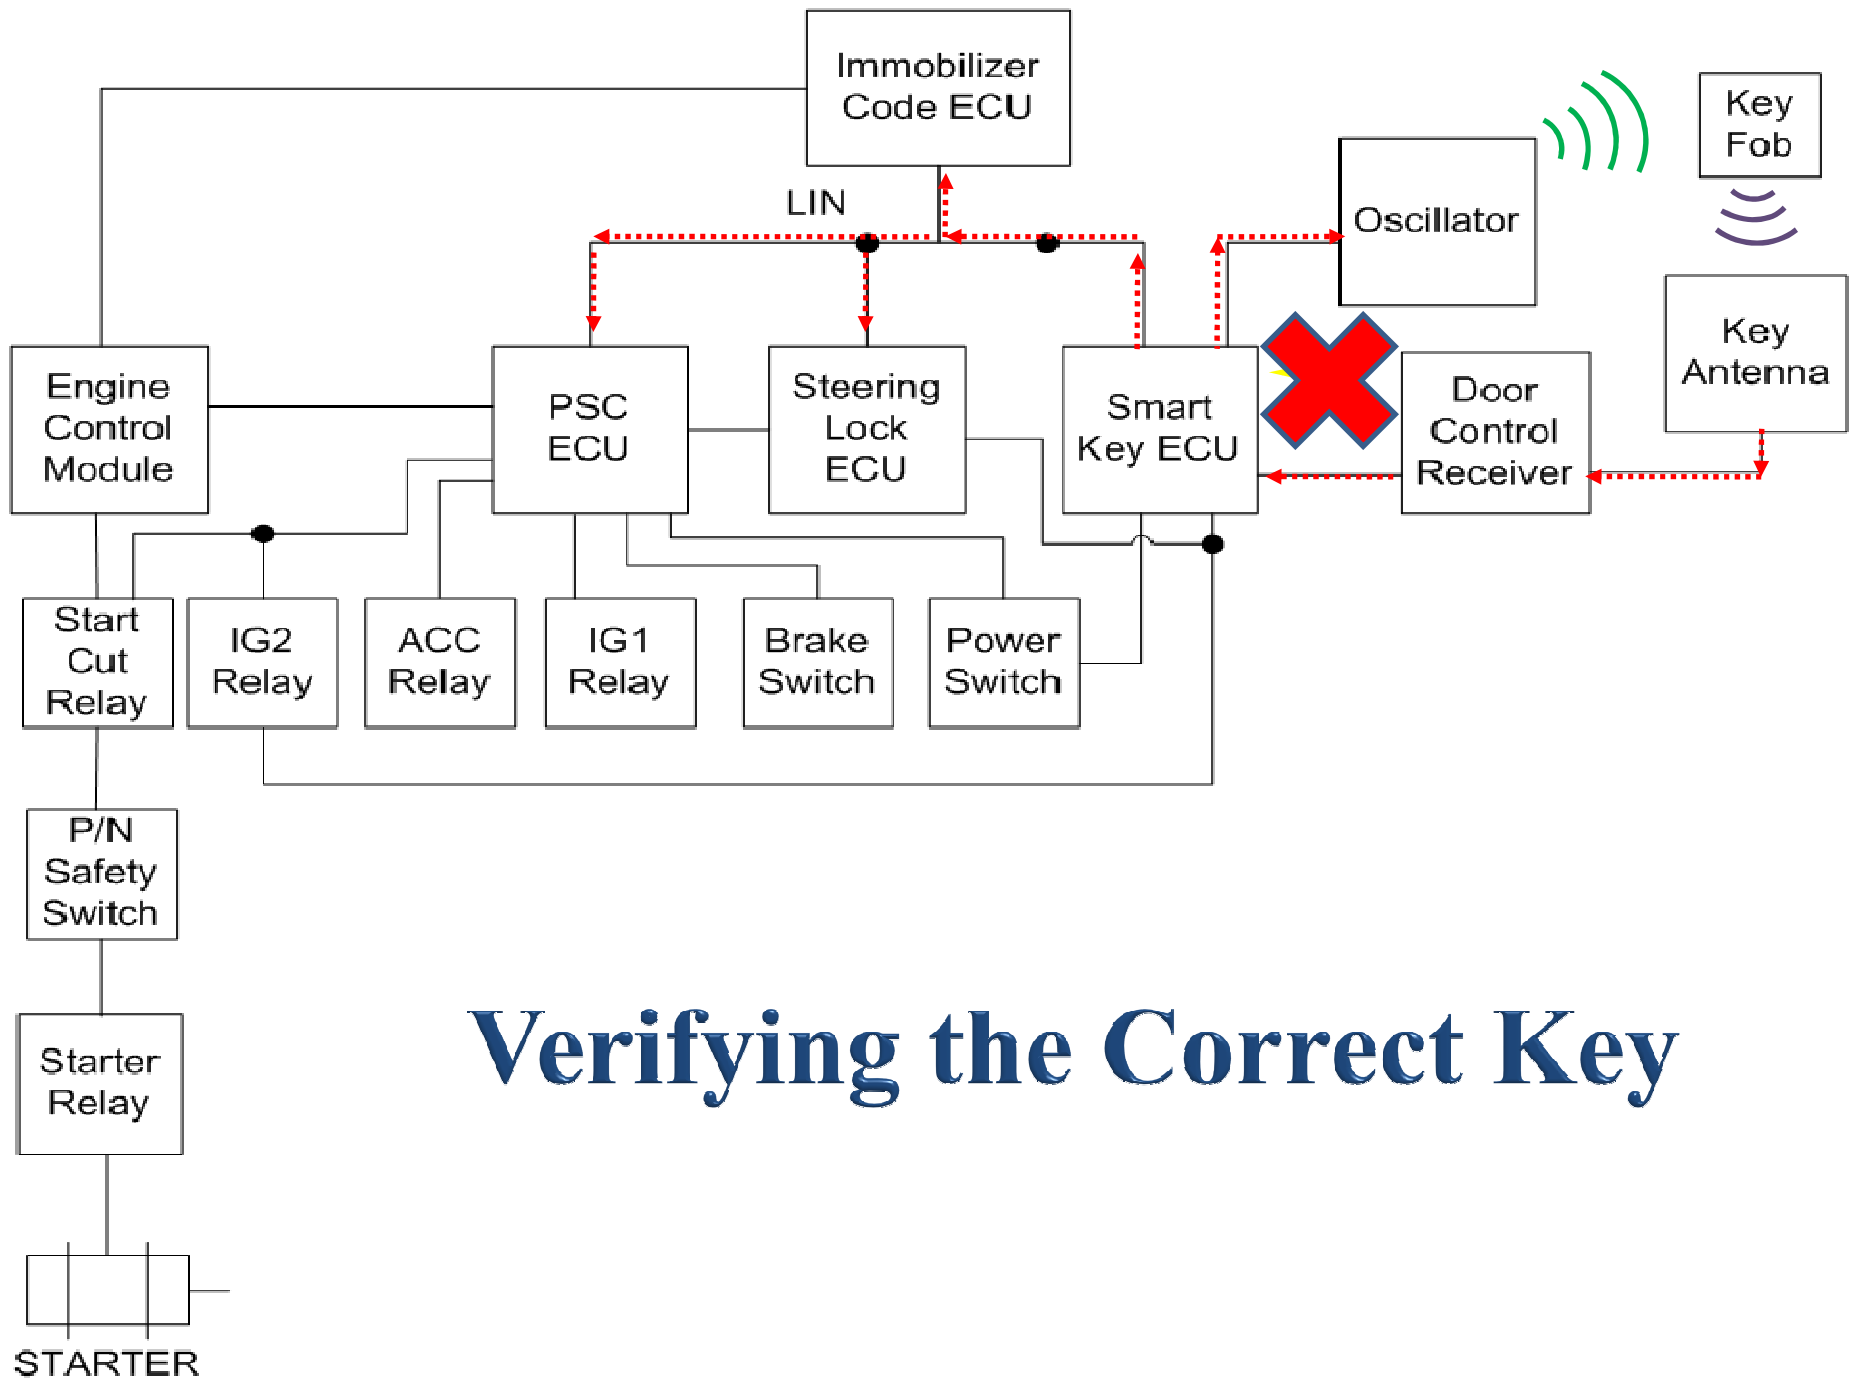 Immobilizer
Code ECU
Key
Fob
LIN
Oscillator
Key
Antenna
Engine
Control
Module
PSC
ECU
Steering
Lock
ECU
Smart
Key ECU
Door
Control
Receiver
Start
Cut
Relay
IG2
Relay
ACC
Relay
IG1
Relay
Brake
Switch
Power
Switch
P/N
Safety
Switch
Starter
Relay
Verifying the Correct Key
STARTER